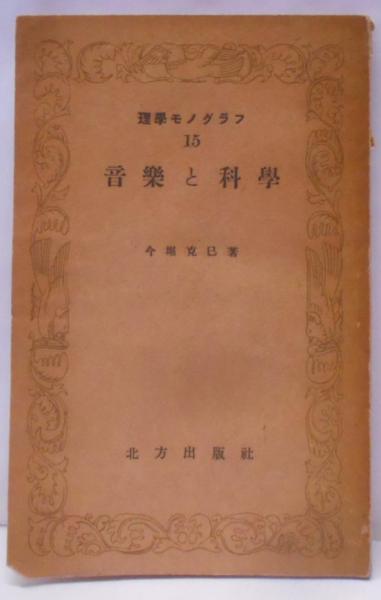 理學モノグラフ
15
音樂と科學
今堀克巳著
北方出版社